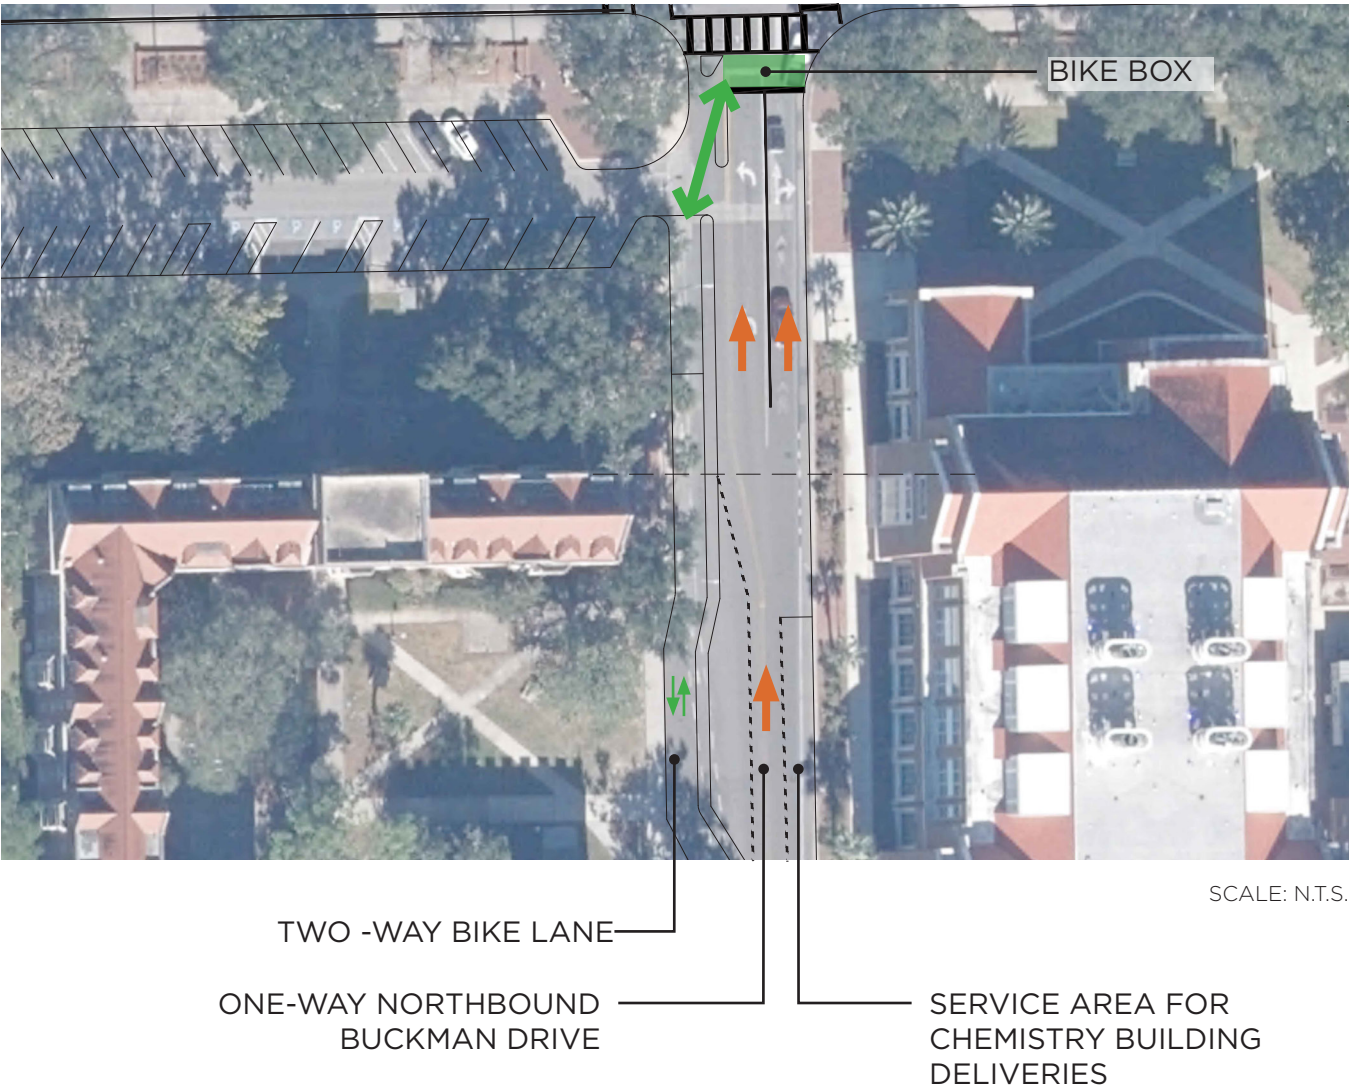 BIKE BOX
SCALE: N.T.S.
TWO -WAY BIKE LANE
ONE-WAY NORTHBOUND
BUCKMAN DRIVE
SERVICE AREA FOR
CHEMISTRY BUILDING
DELIVERIES